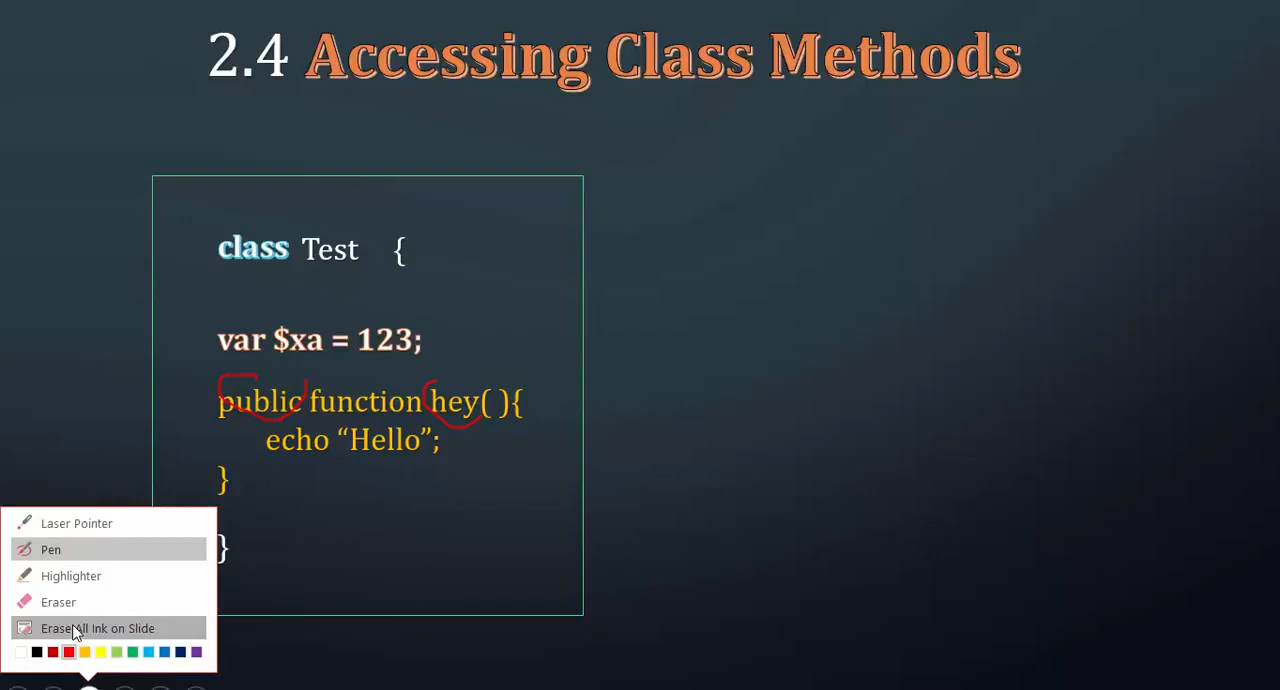 2.4 Accessing Class Methods
class Test {
var $xa = 123;
public function hey( ){
echo “Hello”;
}
}
Laser Pointer
Pen
Highlighter
Eraser
Erase All Ink on Slide